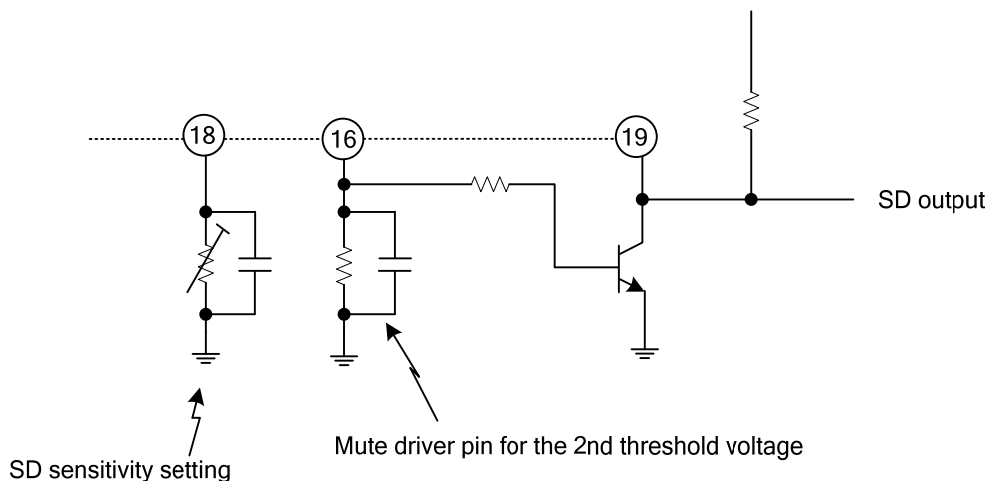 18
16
19
SD output
Mute driver pin for the 2nd threshold voltage
SD sensitivity setting